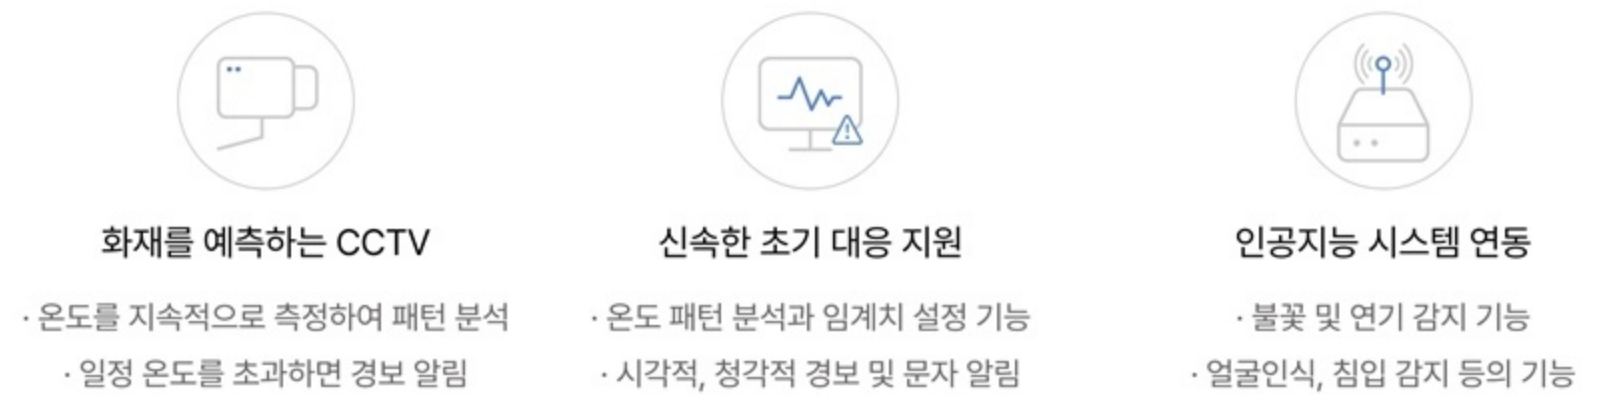 화재를 예측하는 CCTV
· 온도를 지속적으로 측정하여 패턴 분석
· 일정 온도를 초과하면 경보 알림
신속한 초기 대응 지원
· 온도 패턴 분석과 임계치 설정 기능
· 시각적, 청각적 경보 및 문자 알림
인공지능 시스템 연동
· 불꽃 및 연기 감지 기능
· 얼굴인식, 침입 감지 등의 기능